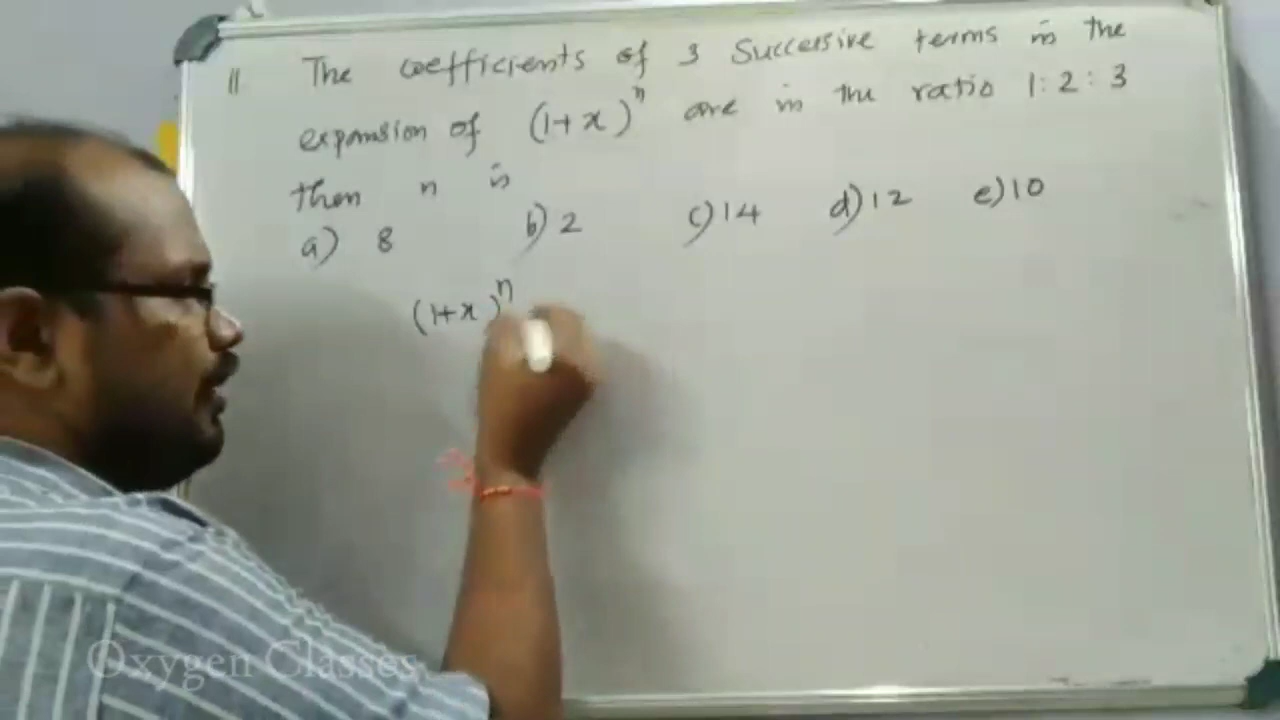 11 The coefficients of 3 Successive terms in the
expansion of (1+x)^n are in the ratio 1:2:3
then n is
a) 8 b) 2 c) 14 d) 12 e) 10
(1+x)^n
Oxygen Classes